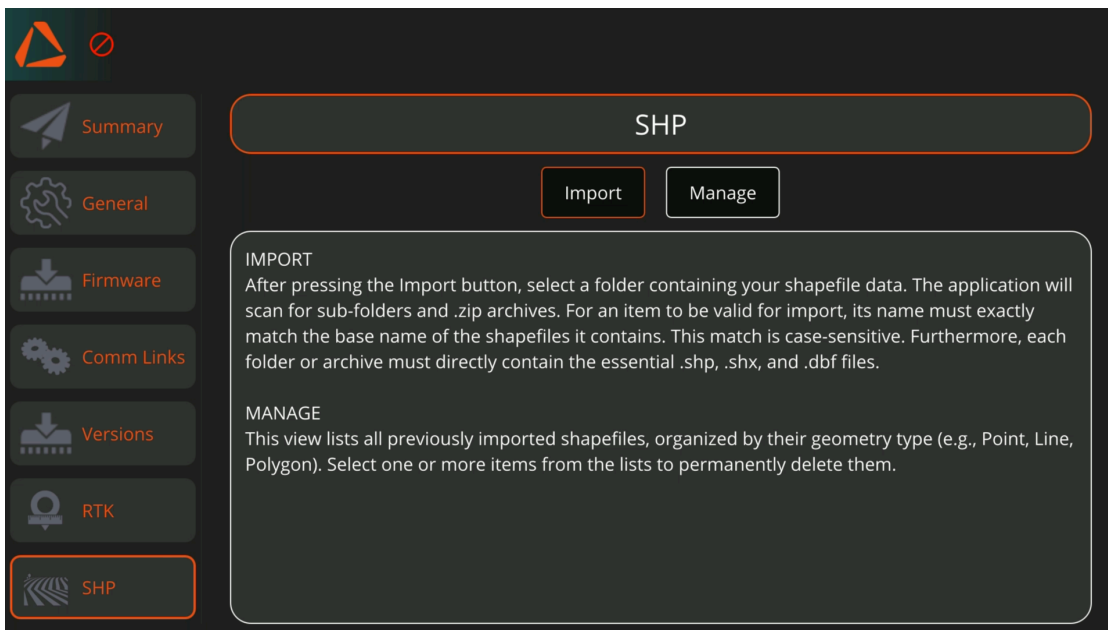 Summary
General
Firmware
Comm Links
Versions
RTK
SHP
SHP
Import
Manage
IMPORT
After pressing the Import button, select a folder containing your shapefile data. The application will
scan for sub-folders and .zip archives. For an item to be valid for import, its name must exactly
match the base name of the shapefiles it contains. This match is case-sensitive. Furthermore, each
folder or archive must directly contain the essential .shp, .shx, and .dbf files.
MANAGE
This view lists all previously imported shapefiles, organized by their geometry type (e.g., Point, Line,
Polygon). Select one or more items from the lists to permanently delete them.